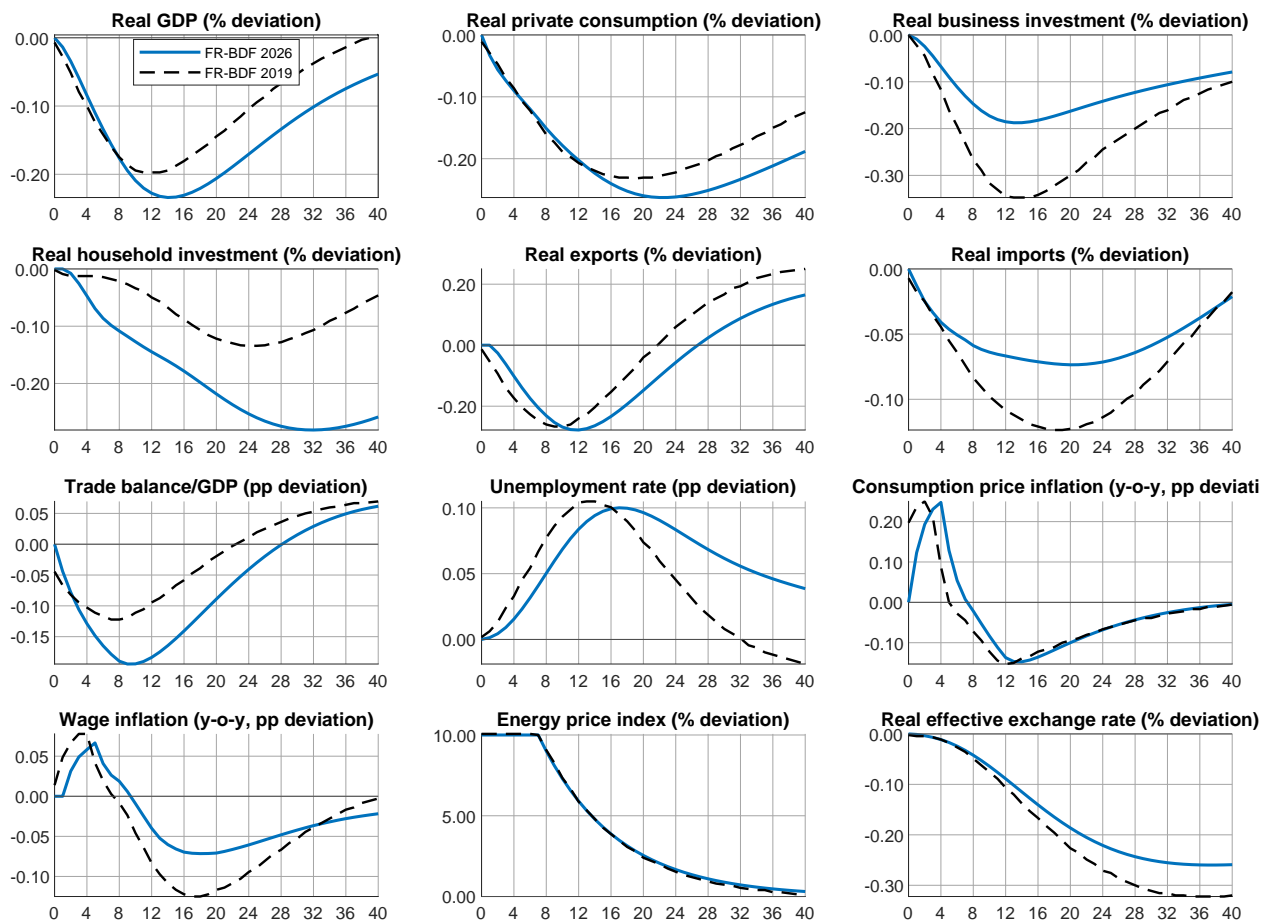 Real GDP (% deviation)
0.00
-0.10
-0.20
FR-BDF 2026
FR-BDF 2019
0 4 8 12 16 20 24 28 32 36 40
Real private consumption (% deviation)
0.00
-0.10
-0.20
0 4 8 12 16 20 24 28 32 36 40
Real business investment (% deviation)
0.00
-0.10
-0.20
-0.30
0 4 8 12 16 20 24 28 32 36 40
Real household investment (% deviation)
0.00
-0.10
-0.20
0 4 8 12 16 20 24 28 32 36 40
Real exports (% deviation)
0.20
0.00
-0.20
0 4 8 12 16 20 24 28 32 36 40
Real imports (% deviation)
0.00
-0.05
-0.10
0 4 8 12 16 20 24 28 32 36 40
Trade balance/GDP (pp deviation)
0.05
0.00
-0.05
-0.10
-0.15
0 4 8 12 16 20 24 28 32 36 40
Unemployment rate (pp deviation)
0.10
0.05
0.00
0 4 8 12 16 20 24 28 32 36 40
Consumption price inflation (y-o-y, pp deviati
0.20
0.10
0.00
-0.10
0 4 8 12 16 20 24 28 32 36 40
Wage inflation (y-o-y, pp deviation)
0.05
0.00
-0.05
-0.10
0 4 8 12 16 20 24 28 32 36 40
Energy price index (% deviation)
10.00
5.00
0.00
0 4 8 12 16 20 24 28 32 36 40
Real effective exchange rate (% deviation)
0.00
-0.10
-0.20
-0.30
0 4 8 12 16 20 24 28 32 36 40